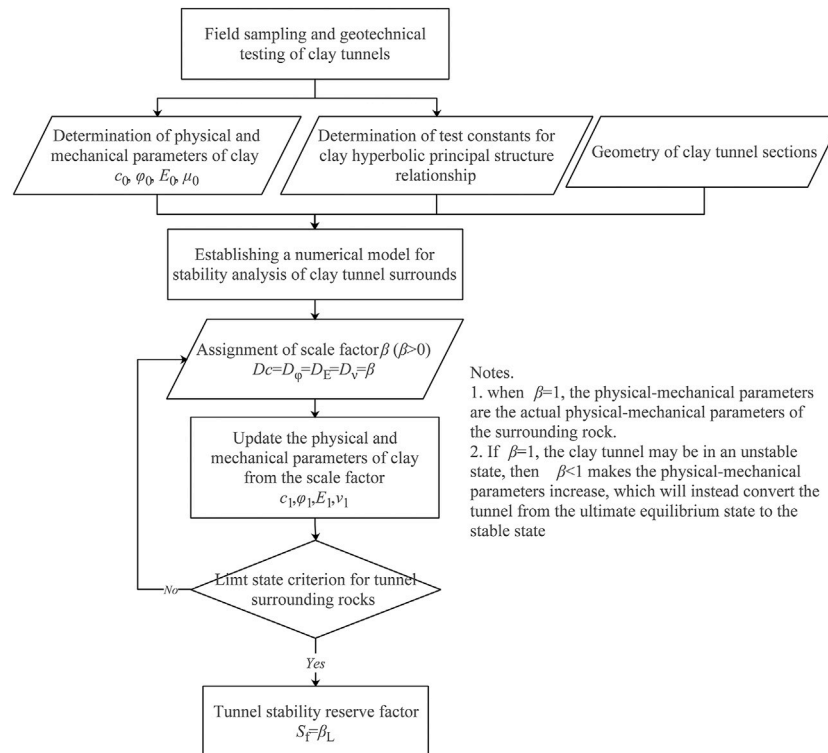 Field sampling and geotechnical
testing of clay tunnels
Determination of physical and
mechanical parameters of clay
c₀, φ₀, E₀, μ₀
Determination of test constants for
clay hyperbolic principal structure
relationship
Geometry of clay tunnel sections
Establishing a numerical model for
stability analysis of clay tunnel surrounds
Assignment of scale factor β (β>0)
Dc=Dφ=DE=Dν=β
Update the physical and
mechanical parameters of clay
from the scale factor
c₁,φ₁,E₁,ν₁
Limt state criterion for tunnel
surrounding rocks
No
Yes
Tunnel stability reserve factor
Sf=βL
Notes.
1. when β=1, the physical-mechanical parameters
are the actual physical-mechanical parameters of
the surrounding rock.
2. If β=1, the clay tunnel may be in an unstable
state, then β<1 makes the physical-mechanical
parameters increase, which will instead convert the
tunnel from the ultimate equilibrium state to the
stable state